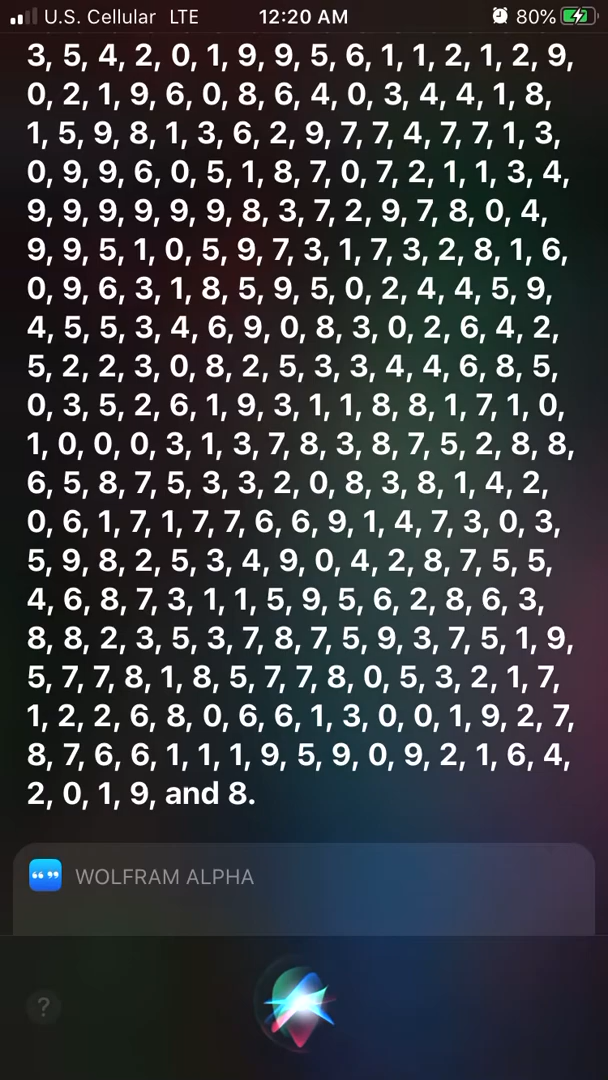 U.S. Cellular LTE 12:20 AM 80%
3, 5, 4, 2, 0, 1, 9, 9, 5, 6, 1, 1, 2, 1, 2, 9,
0, 2, 1, 9, 6, 0, 8, 6, 4, 0, 3, 4, 4, 1, 8,
1, 5, 9, 8, 1, 3, 6, 2, 9, 7, 7, 4, 7, 7, 1, 3,
0, 9, 9, 6, 0, 5, 1, 8, 7, 0, 7, 2, 1, 1, 3, 4,
9, 9, 9, 9, 9, 9, 8, 3, 7, 2, 9, 7, 8, 0, 4,
9, 9, 5, 1, 0, 5, 9, 7, 3, 1, 7, 3, 2, 8, 1, 6,
0, 9, 6, 3, 1, 8, 5, 9, 5, 0, 2, 4, 4, 5, 9,
4, 5, 5, 3, 4, 6, 9, 0, 8, 3, 0, 2, 6, 4, 2,
5, 2, 2, 3, 0, 8, 2, 5, 3, 3, 4, 4, 6, 8, 5,
0, 3, 5, 2, 6, 1, 9, 3, 1, 1, 8, 8, 1, 7, 1, 0,
1, 0, 0, 0, 3, 1, 3, 7, 8, 3, 8, 7, 5, 2, 8, 8,
6, 5, 8, 7, 5, 3, 3, 2, 0, 8, 3, 8, 1, 4, 2,
0, 6, 1, 7, 1, 7, 7, 6, 6, 9, 1, 4, 7, 3, 0, 3,
5, 9, 8, 2, 5, 3, 4, 9, 0, 4, 2, 8, 7, 5, 5,
4, 6, 8, 7, 3, 1, 1, 5, 9, 5, 6, 2, 8, 6, 3,
8, 8, 2, 3, 5, 3, 7, 8, 7, 5, 9, 3, 7, 5, 1, 9,
5, 7, 7, 8, 1, 8, 5, 7, 7, 8, 0, 5, 3, 2, 1, 7,
1, 2, 2, 6, 8, 0, 6, 6, 1, 3, 0, 0, 1, 9, 2, 7,
8, 7, 6, 6, 1, 1, 1, 9, 5, 9, 0, 9, 2, 1, 6, 4,
2, 0, 1, 9, and 8.
WOLFRAM ALPHA
?